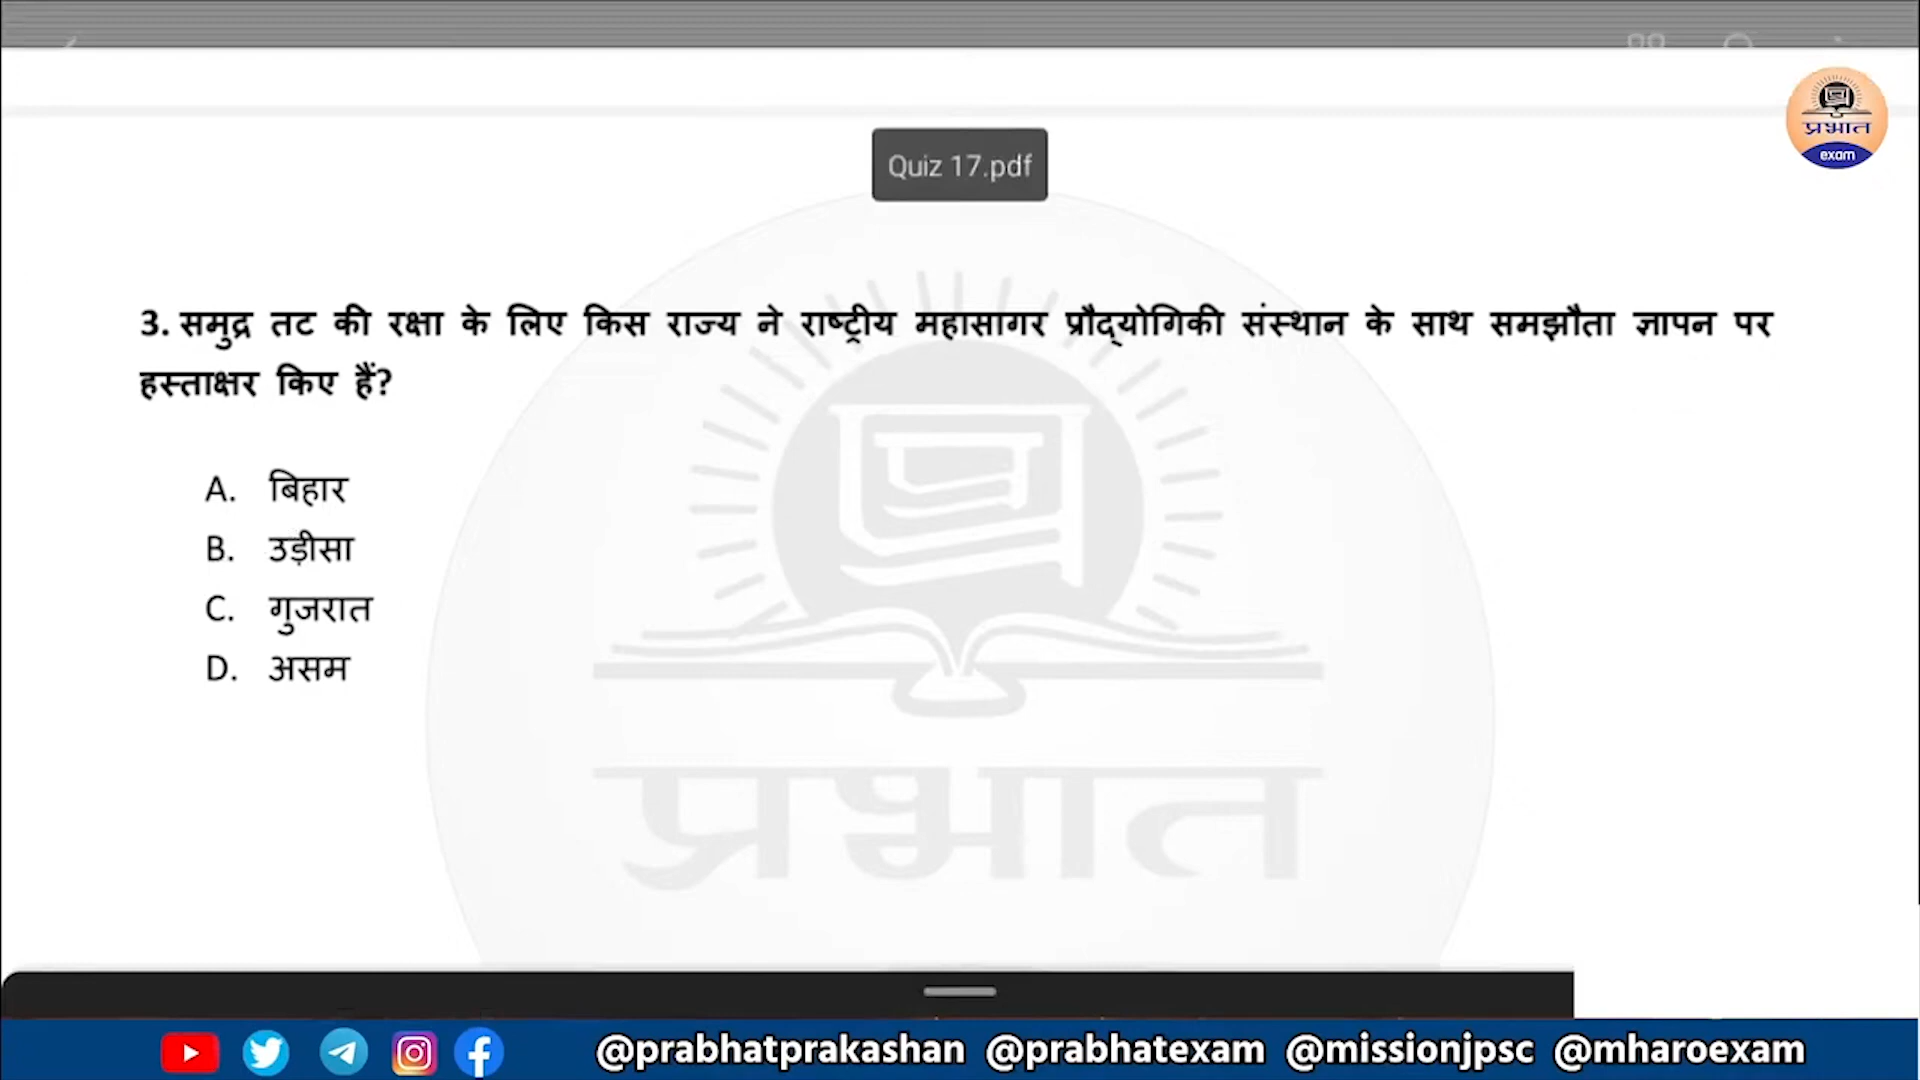 प्रभात
exam
Quiz 17.pdf
3. समुद्र तट की रक्षा के लिए किस राज्य ने राष्ट्रीय महासागर प्रौद्योगिकी संस्थान के साथ समझौता ज्ञापन पर
हस्ताक्षर किए हैं?
A. बिहार
B. उड़ीसा
C. गुजरात
D. असम
प्रभात
@prabhatprakashan @prabhatexam @missionjpsc @mharoexam